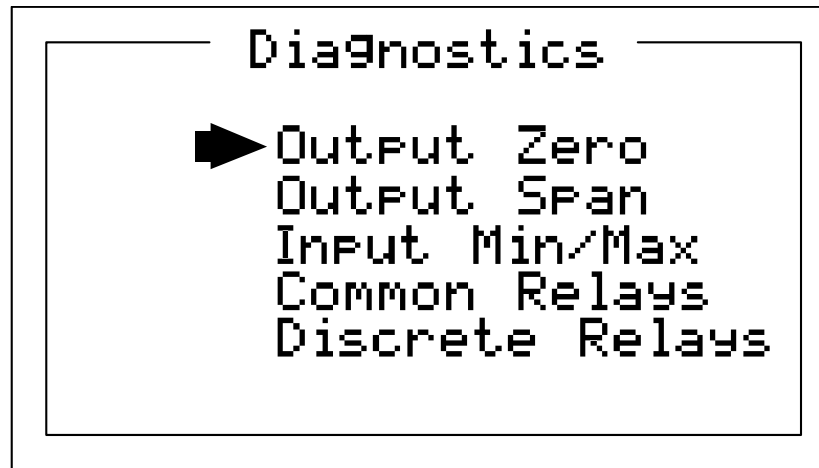 Diagnostics
Output Zero
Output Span
Input Min/Max
Common Relays
Discrete Relays